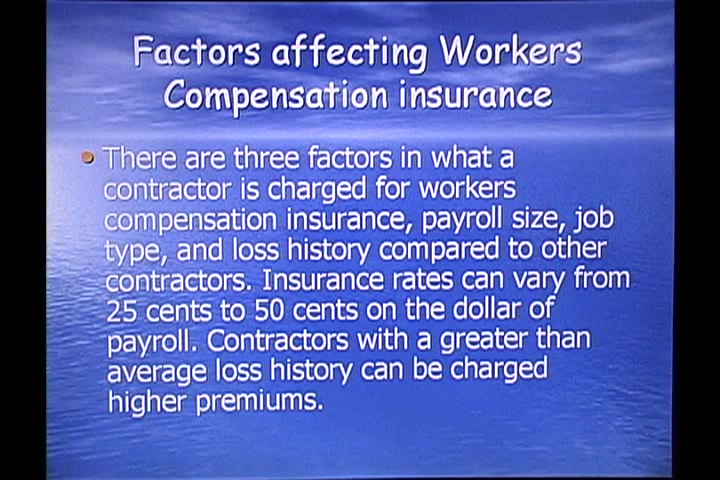 Factors affecting Workers
Compensation insurance
There are three factors in what a
contractor is charged for workers
compensation insurance, payroll size, job
type, and loss history compared to other
contractors. Insurance rates can vary from
25 cents to 50 cents on the dollar of
payroll. Contractors with a greater than
average loss history can be charged
higher premiums.